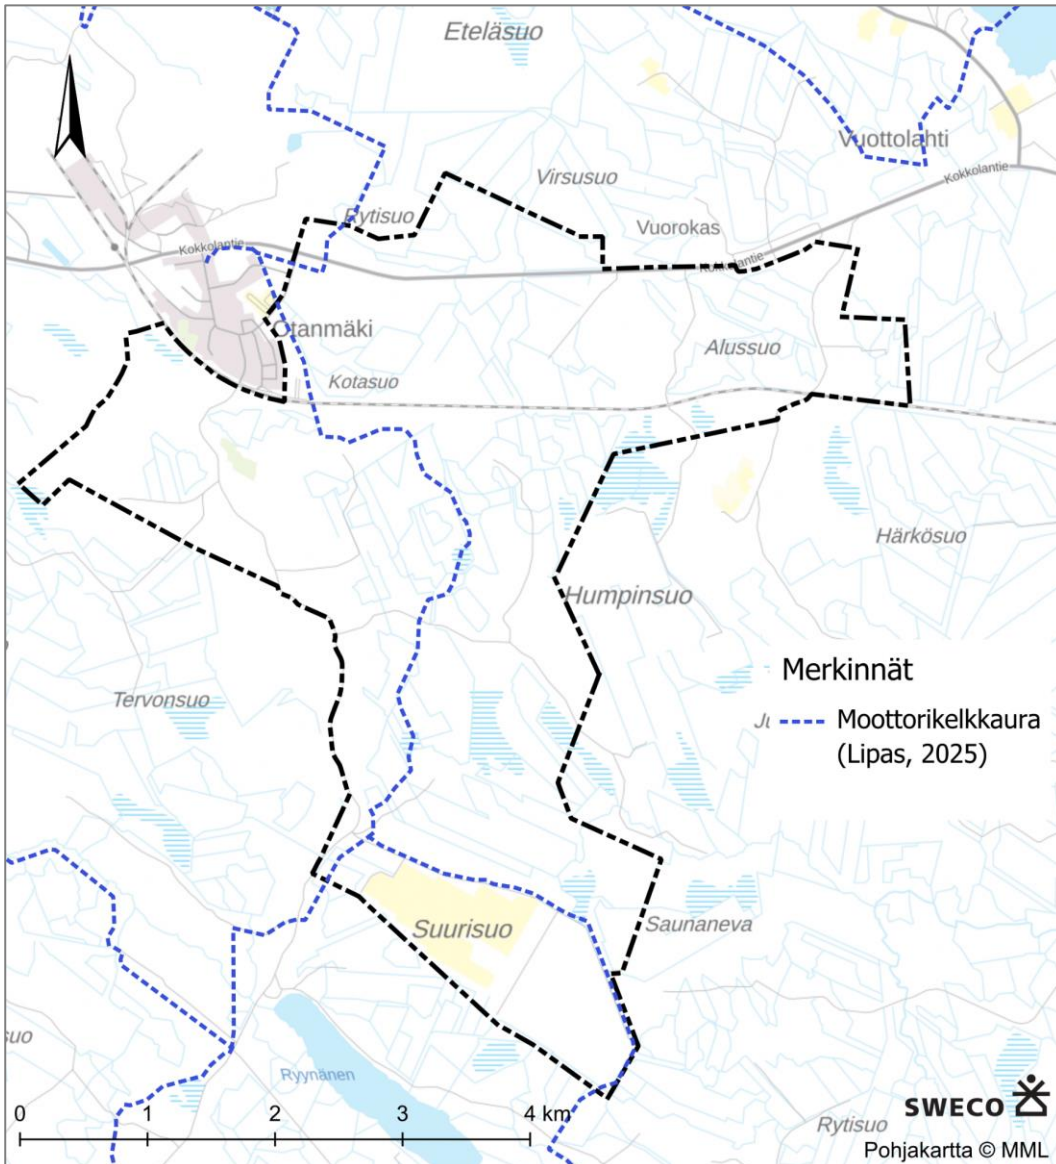 Eteläsuo
Vuottolahti
Kokkolantie
Virsusuo
Rytisuo
Vuorokas
Kokkolantie
Kokkolantie
Otanmäki
Alussuo
Kotasuo
Härkösuo
Humpinsuo
Merkinnät
Tervonsuo
Moottorikelkkaura
(Lipas, 2025)
Suurisuo
Saunaneva
Ryynänen
SWECO
0 1 2 3 4 km
Rytisuo
Pohjakartta © MML